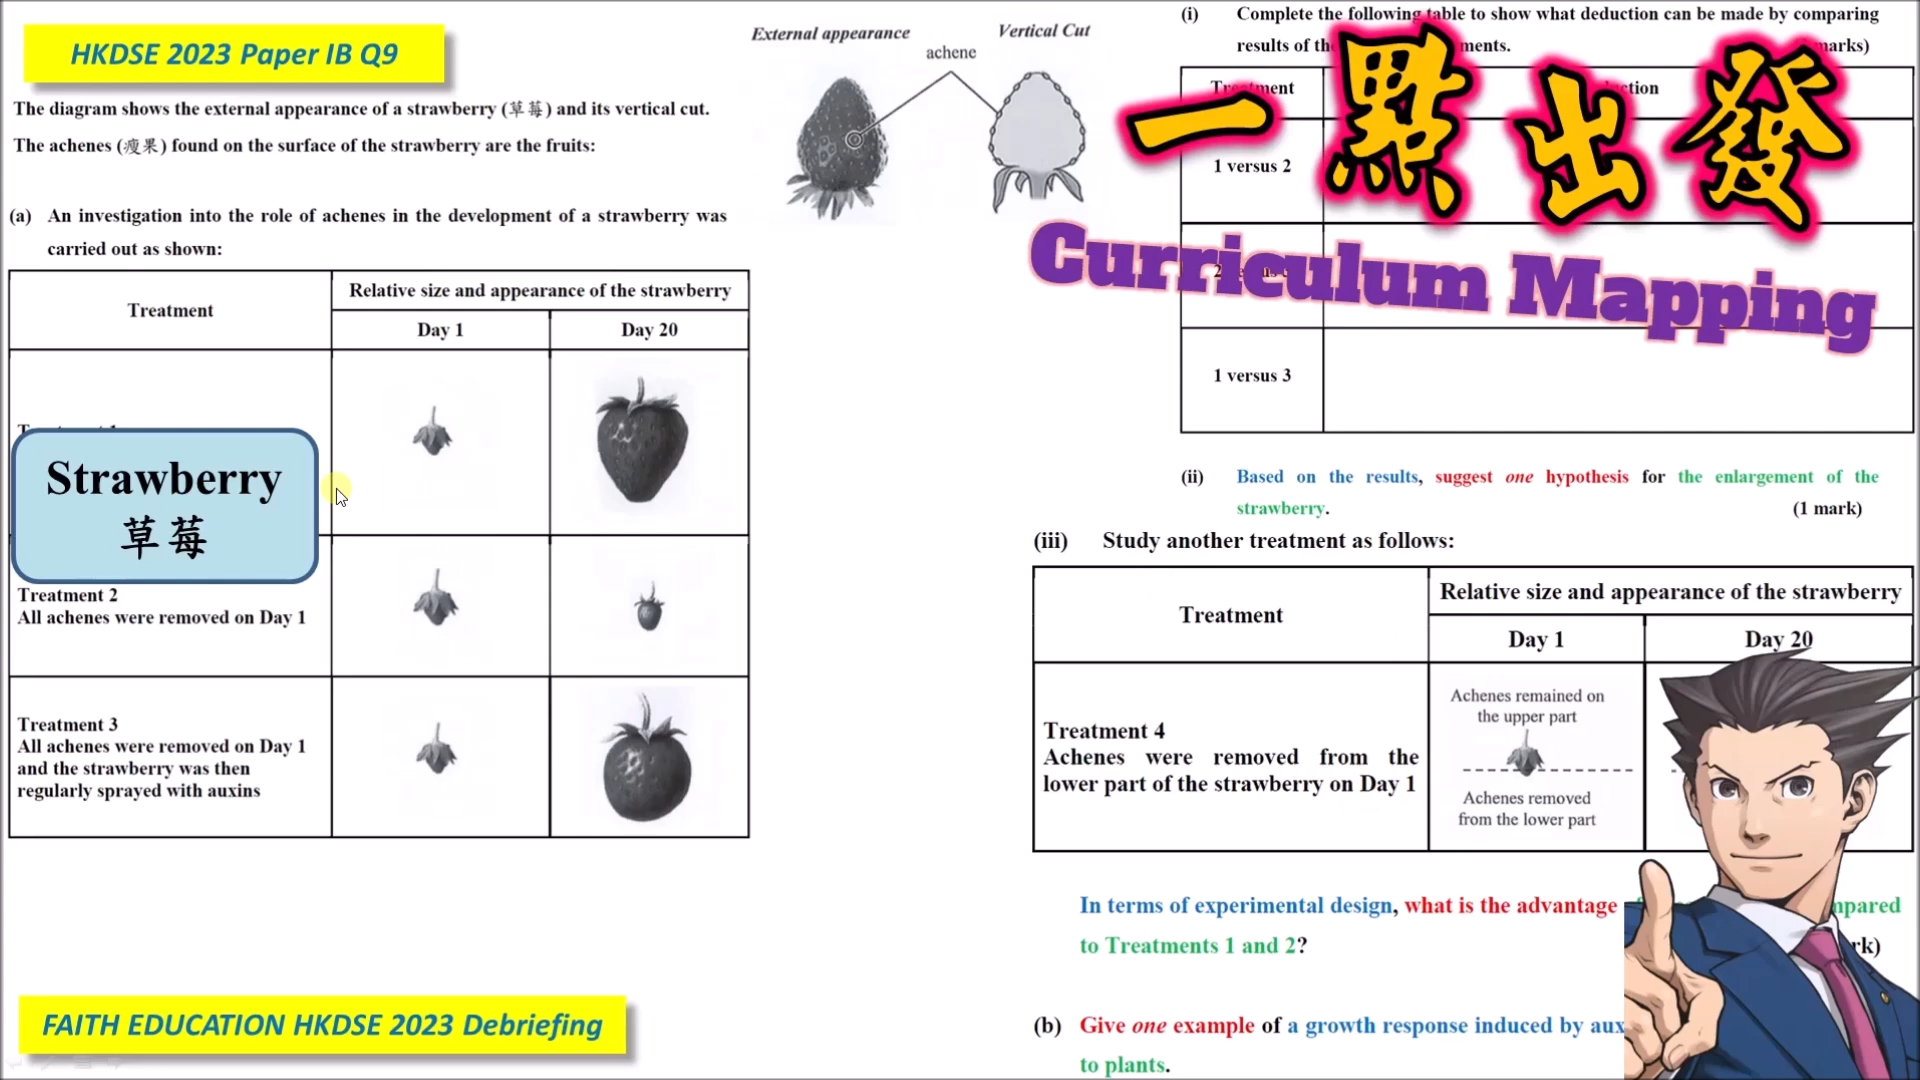 HKDSE 2023 Paper IB Q9
The diagram shows the external appearance of a strawberry (草莓) and its vertical cut.
The achenes (瘦果) found on the surface of the strawberry are the fruits:
External appearance
Vertical Cut
achene
(a) An investigation into the role of achenes in the development of a strawberry was
carried out as shown:
Treatment
Relative size and appearance of the strawberry
Day 1
Day 20
Strawberry
草莓
Treatment 2
All achenes were removed on Day 1
Treatment 3
All achenes were removed on Day 1
and the strawberry was then
regularly sprayed with auxins
FAITH EDUCATION HKDSE 2023 Debriefing
(i) Complete the following table to show what deduction can be made by comparing
results of
一點出發
Curriculum Mapping
1 versus 2
1 versus 3
(ii) Based on the results, suggest one hypothesis for the enlargement of the
strawberry. (1 mark)
(iii) Study another treatment as follows:
Treatment
Relative size and appearance of the strawberry
Day 1
Day 20
Treatment 4
Achenes were removed from the
lower part of the strawberry on Day 1
Achenes remained on
the upper part
Achenes removed
from the lower part
In terms of experimental design, what is the advantage
to Treatments 1 and 2?
(b) Give one example of a growth response induced by
to plants.